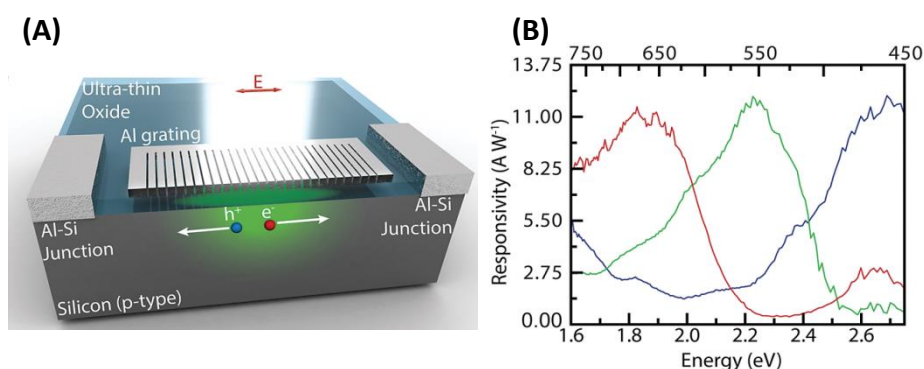 (A)
Ultra-thin
Oxide
E
Al grating
h+ e-
Al-Si
Junction
Al-Si
Junction
Silicon (p-type)
(B)
750 650 550 450
13.75
11.00
8.25
5.50
2.75
0.00
Responsivity (A W⁻¹)
1.6 1.8 2.0 2.2 2.4 2.6
Energy (eV)